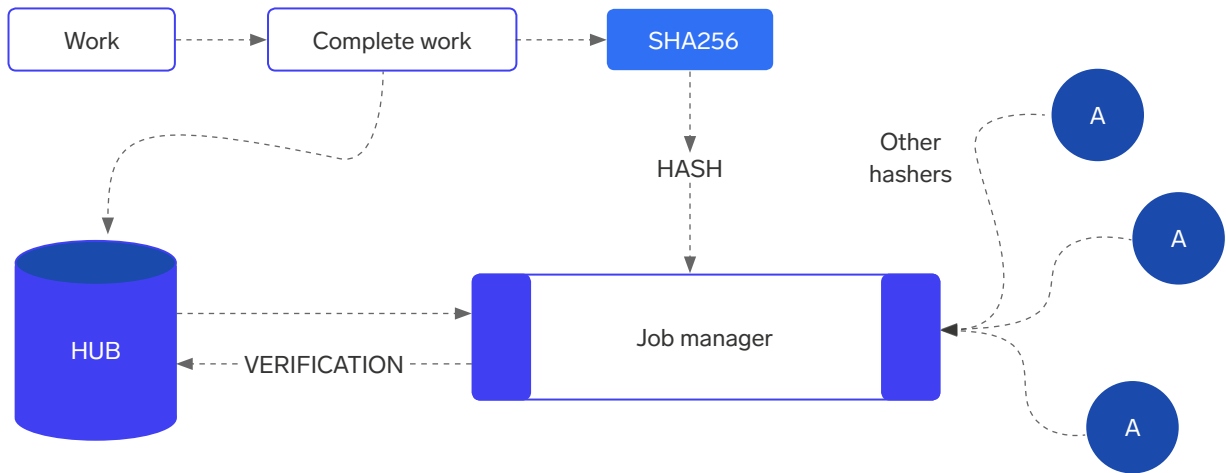 Work
Complete work
SHA256
HASH
Other
hashers
A
A
A
HUB
VERIFICATION
Job manager